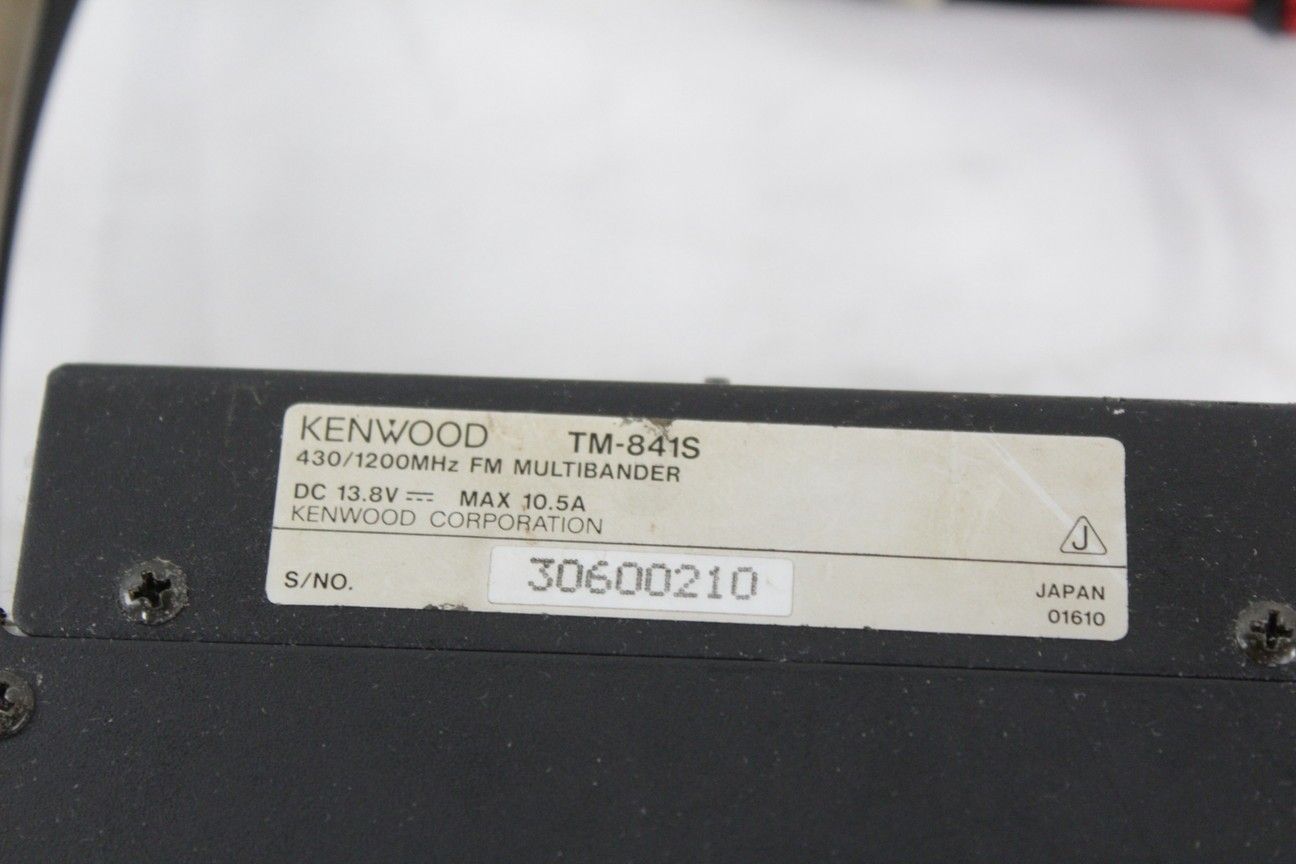 KENWOOD TM-841S
430/1200MHz FM MULTIBANDER
DC 13.8V ⎓ MAX 10.5A
KENWOOD CORPORATION
J
S/NO. 30600210
JAPAN
01610